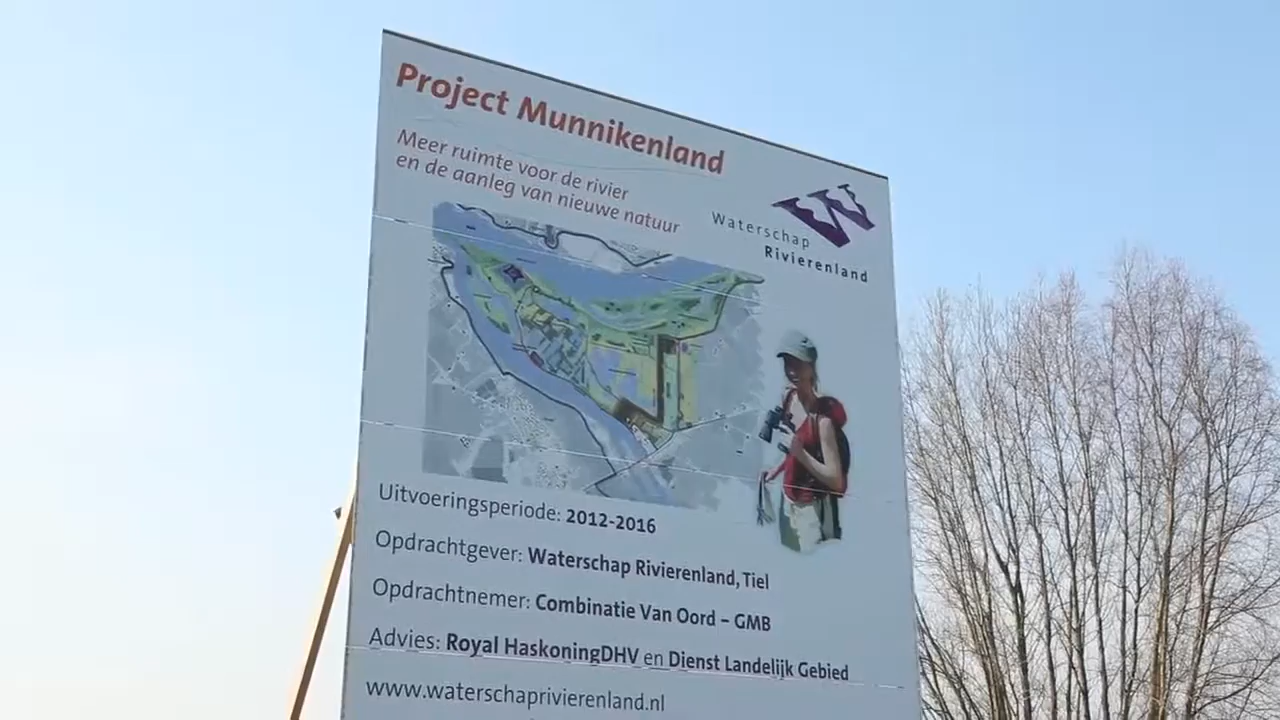 Project Munnikenland
Meer ruimte voor de rivier
en de aanleg van nieuwe natuur
Waterschap
Rivierenland
Uitvoeringsperiode: 2012-2016
Opdrachtgever: Waterschap Rivierenland, Tiel
Opdrachtnemer: Combinatie Van Oord – GMB
Advies: Royal HaskoningDHV en Dienst Landelijk Gebied
www.waterschaprivierenland.nl